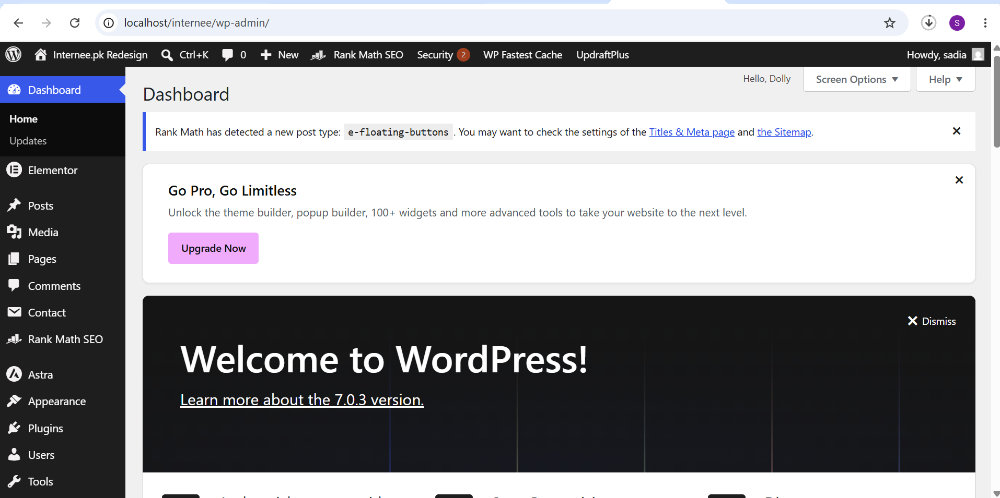 localhost/internee/wp-admin/
S
Internee.pk Redesign Ctrl+K 0 New Rank Math SEO Security 2 WP Fastest Cache UpdraftPlus Howdy, sadia
Dashboard
Home
Updates
Elementor
Posts
Media
Pages
Comments
Contact
Rank Math SEO
Astra
Appearance
Plugins
Users
Tools
Hello, Dolly
Screen Options
Help
Dashboard
Rank Math has detected a new post type: e-floating-buttons . You may want to check the settings of the Titles & Meta page and the Sitemap.
Go Pro, Go Limitless
Unlock the theme builder, popup builder, 100+ widgets and more advanced tools to take your website to the next level.
Upgrade Now
Dismiss
Welcome to WordPress!
Learn more about the 7.0.3 version.